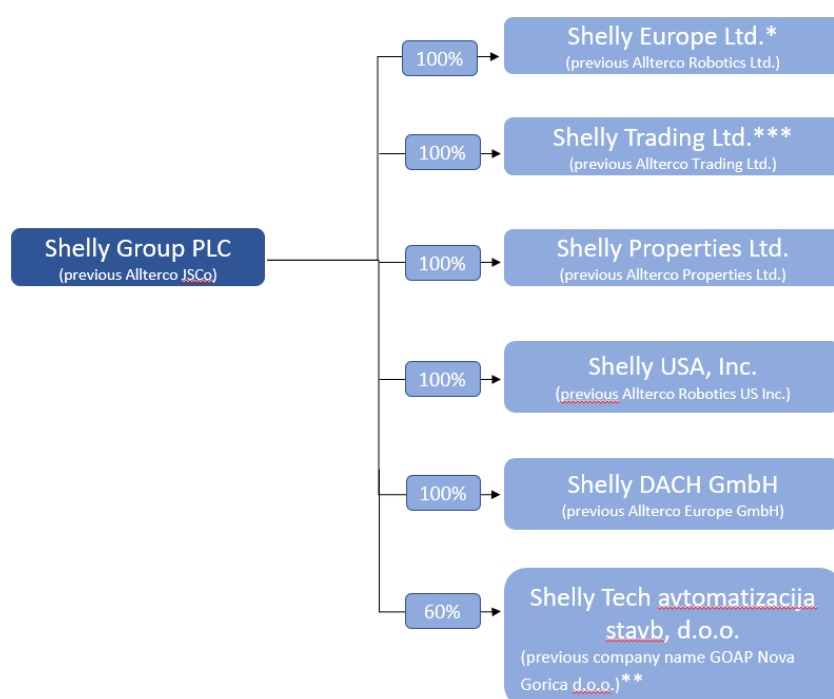 100%
Shelly Europe Ltd.*
(previous Allterco Robotics Ltd.)
100%
Shelly Trading Ltd.***
(previous Allterco Trading Ltd.)
Shelly Group PLC
(previous Allterco JSCo)
100%
Shelly Properties Ltd.
(previous Allterco Properties Ltd.)
100%
Shelly USA, Inc.
(previous Allterco Robotics US Inc.)
100%
Shelly DACH GmbH
(previous Allterco Europe GmbH)
60%
Shelly Tech avtomatizacija
stavb, d.o.o.
(previous company name GOAP Nova
Gorica d.o.o.)**